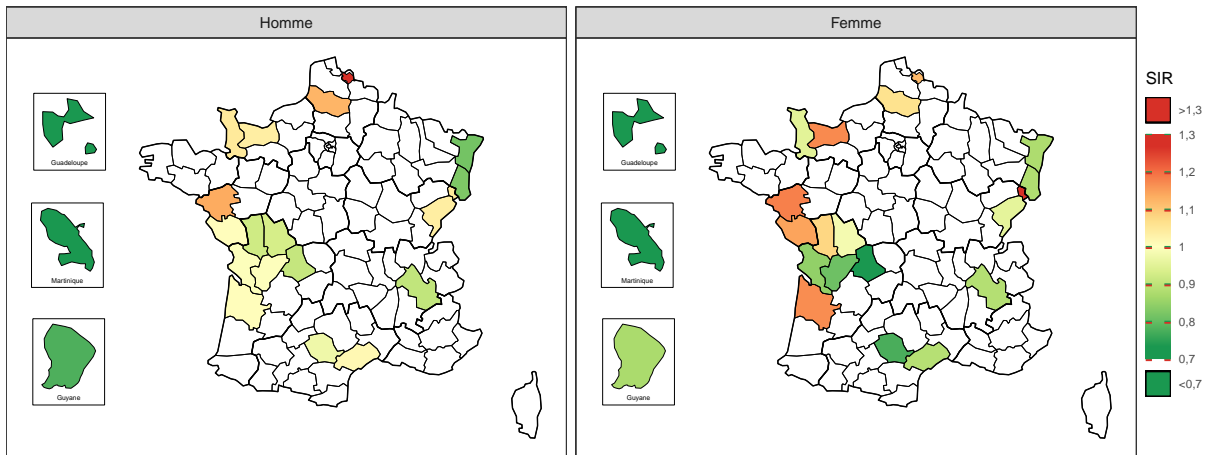 Homme
Femme
Guadeloupe
Martinique
Guyane
Guadeloupe
Martinique
Guyane
SIR
>1,3
1,3
1,2
1,1
1
0,9
0,8
0,7
<0,7